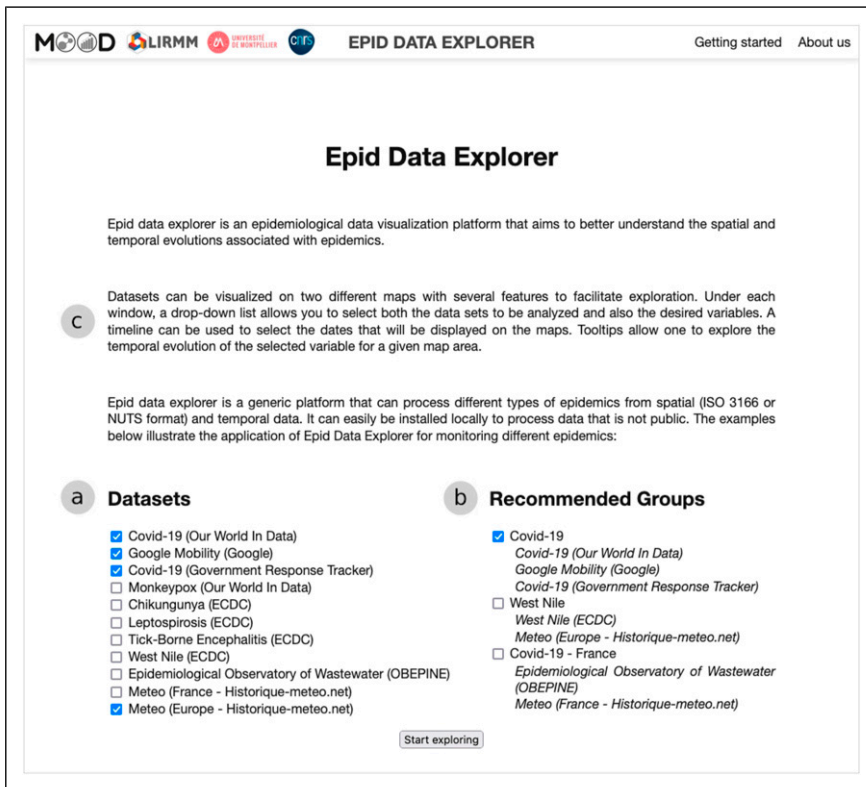 MOOD LIRMM UNIVERSITÉ DE MONTPELLIER cnrs EPID DATA EXPLORER Getting started About us
Epid Data Explorer
Epid data explorer is an epidemiological data visualization platform that aims to better understand the spatial and
temporal evolutions associated with epidemics.
c
Datasets can be visualized on two different maps with several features to facilitate exploration. Under each
window, a drop-down list allows you to select both the data sets to be analyzed and also the desired variables. A
timeline can be used to select the dates that will be displayed on the maps. Tooltips allow one to explore the
temporal evolution of the selected variable for a given map area.
Epid data explorer is a generic platform that can process different types of epidemics from spatial (ISO 3166 or
NUTS format) and temporal data. It can easily be installed locally to process data that is not public. The examples
below illustrate the application of Epid Data Explorer for monitoring different epidemics:
a Datasets
Covid-19 (Our World In Data)
Google Mobility (Google)
Covid-19 (Government Response Tracker)
Monkeypox (Our World In Data)
Chikungunya (ECDC)
Leptospirosis (ECDC)
Tick-Borne Encephalitis (ECDC)
West Nile (ECDC)
Epidemiological Observatory of Wastewater (OBEPINE)
Meteo (France - Historique-meteo.net)
Meteo (Europe - Historique-meteo.net)
b Recommended Groups
Covid-19
Covid-19 (Our World In Data)
Google Mobility (Google)
Covid-19 (Government Response Tracker)
West Nile
West Nile (ECDC)
Meteo (Europe - Historique-meteo.net)
Covid-19 - France
Epidemiological Observatory of Wastewater
(OBEPINE)
Meteo (France - Historique-meteo.net)
Start exploring